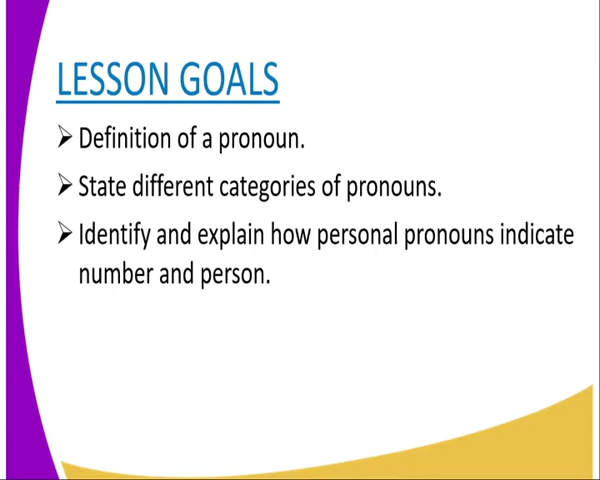 LESSON GOALS
➢ Definition of a pronoun.
➢ State different categories of pronouns.
➢ Identify and explain how personal pronouns indicate
number and person.